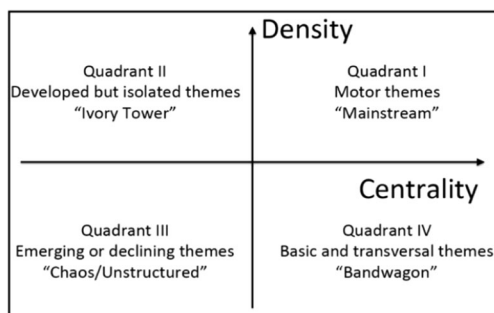 Density
Quadrant II
Developed but isolated themes
“Ivory Tower”
Quadrant I
Motor themes
“Mainstream”
Centrality
Quadrant III
Emerging or declining themes
“Chaos/Unstructured”
Quadrant IV
Basic and transversal themes
“Bandwagon”